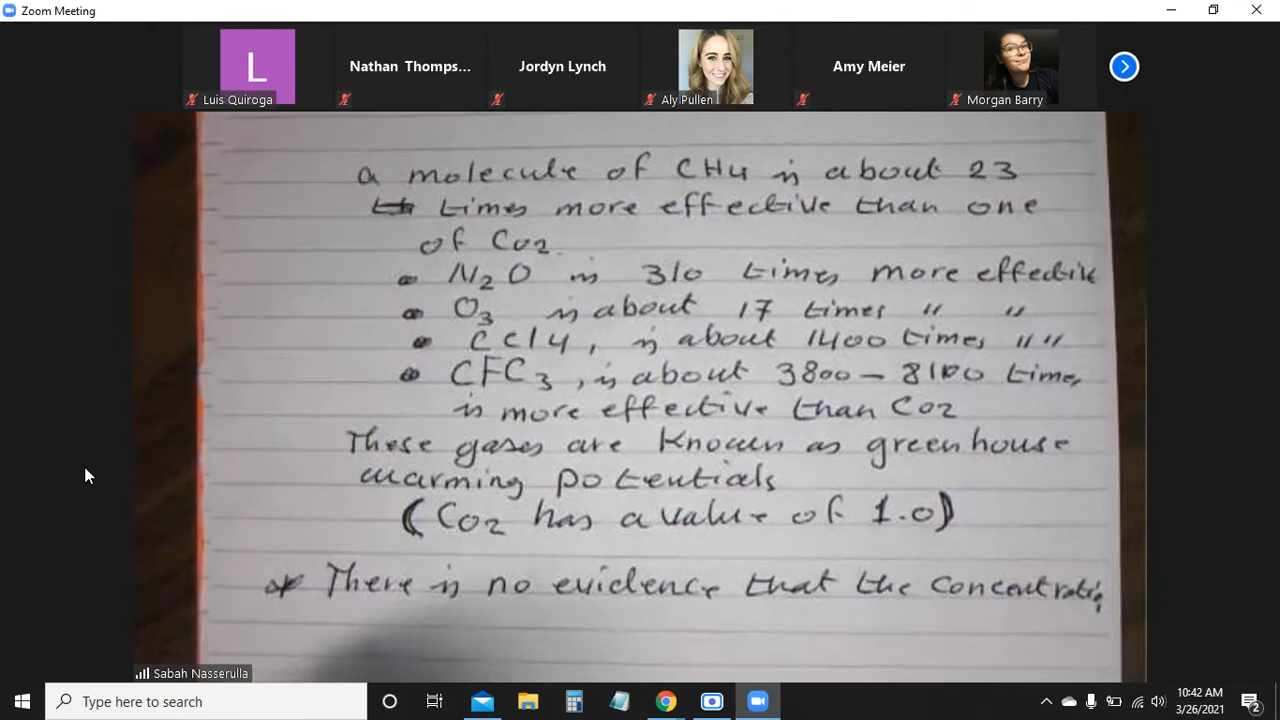 Zoom Meeting
L
Luis Quiroga
Nathan Thomps...
Jordyn Lynch
Aly Pullen
Amy Meier
Morgan Barry
a molecule of CH4 is about 23
times more effective than one
of CO2.
• N2O is 310 times more effective
• O3 is about 17 times " "
• CCl4, is about 1400 times " "
• CFC3, is about 3800 - 8100 times
is more effective than CO2
These gases are known as greenhouse
warming potentials
(CO2 has a value of 1.0)
* There is no evidence that the concentration
Sabah Nasserulla
Type here to search
10:42 AM
3/26/2021
2